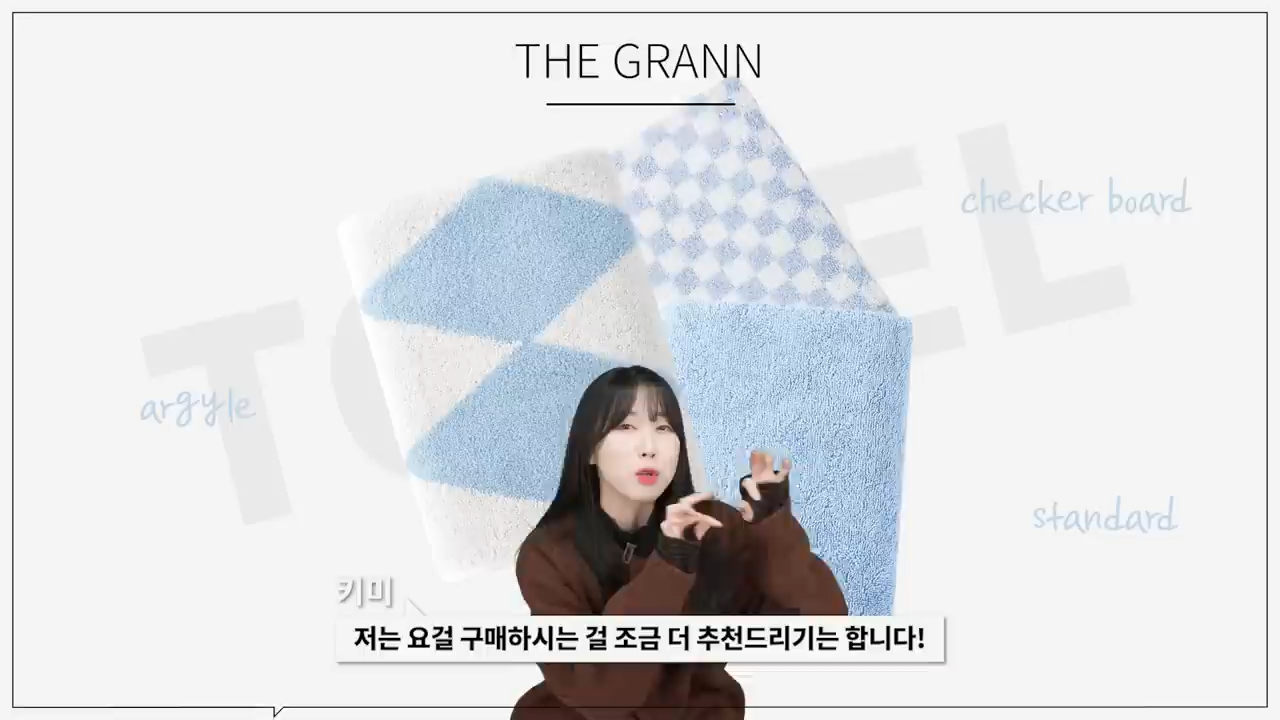 THE GRANN
TOWEL
checker board
argyle
standard
키미
저는 요걸 구매하시는 걸 조금 더 추천드리기는 합니다!